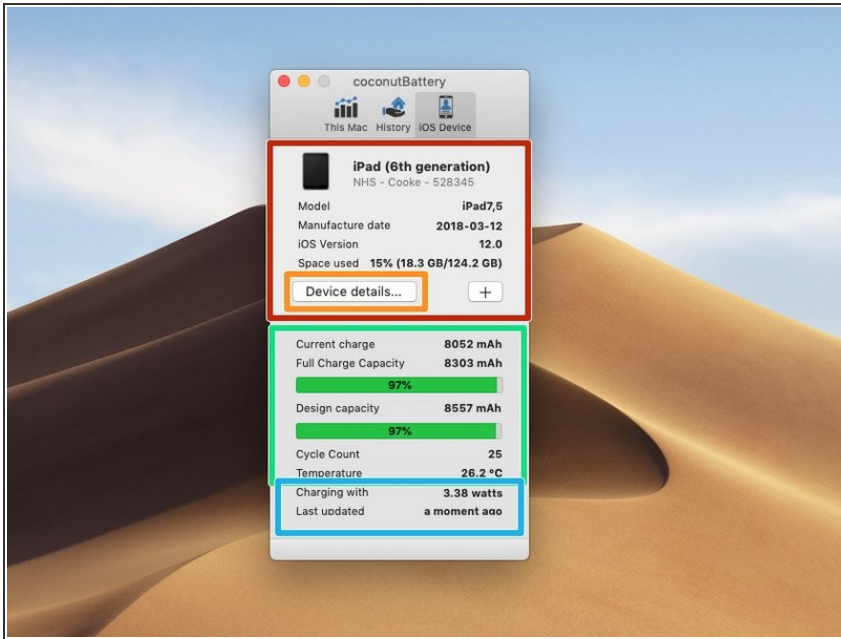 coconutBattery
This Mac History iOS Device
iPad (6th generation)
NHS - Cooke - 528345
Model iPad7,5
Manufacture date 2018-03-12
iOS Version 12.0
Space used 15% (18.3 GB/124.2 GB)
Device details... +
Current charge 8052 mAh
Full Charge Capacity 8303 mAh
97%
Design capacity 8557 mAh
97%
Cycle Count 25
Temperature 26.2 °C
Charging with 3.38 watts
Last updated a moment ago